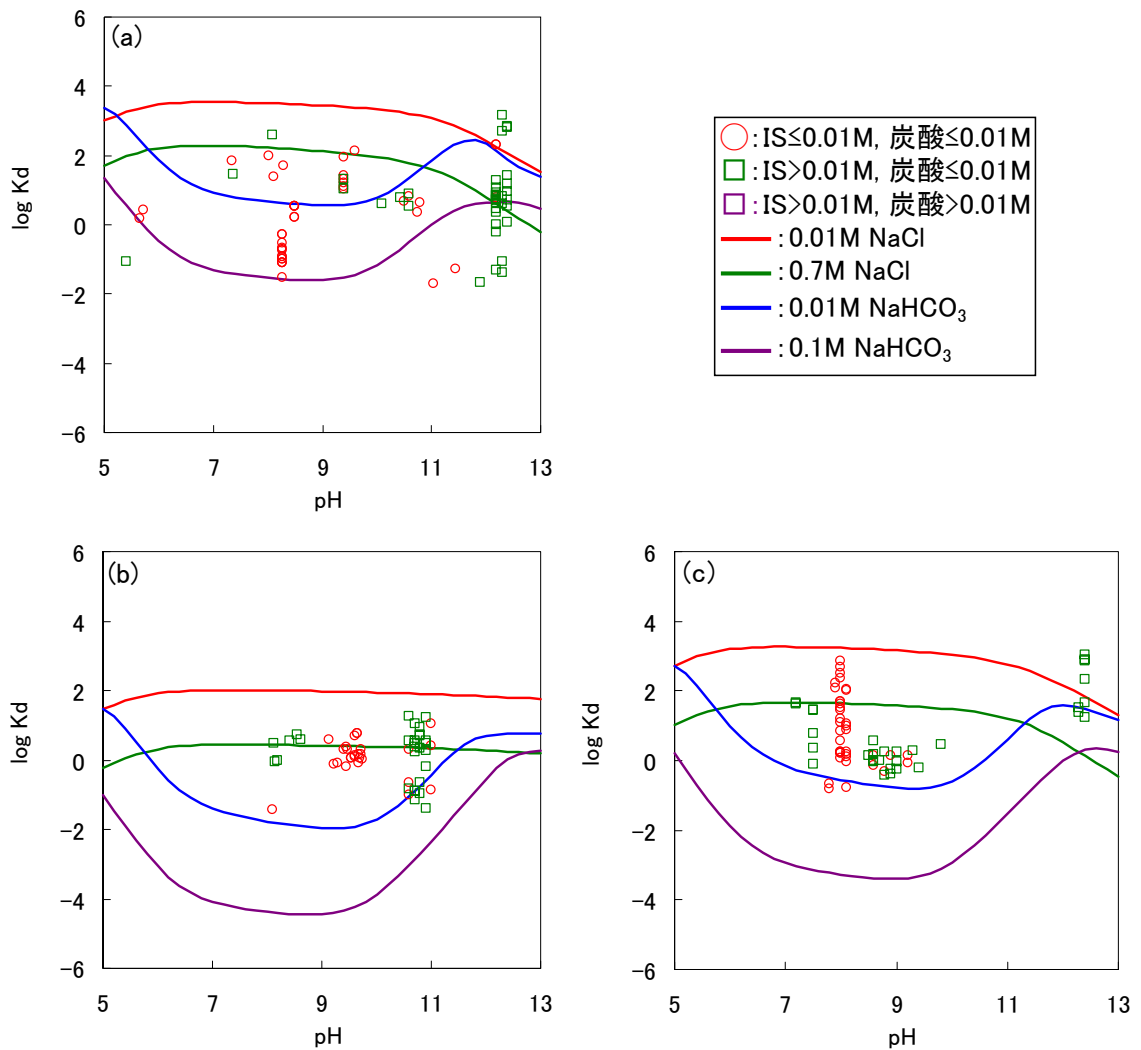 (a)
6
4
2
0
-2
-4
-6
log Kd
5 7 9 11 13
pH
:IS≤0.01M, 炭酸≤0.01M
:IS>0.01M, 炭酸≤0.01M
:IS>0.01M, 炭酸>0.01M
:0.01M NaCl
:0.7M NaCl
:0.01M NaHCO3
:0.1M NaHCO3
(b)
6
4
2
0
-2
-4
-6
log Kd
5 7 9 11 13
pH
(c)
6
4
2
0
-2
-4
-6
log Kd
5 7 9 11 13
pH